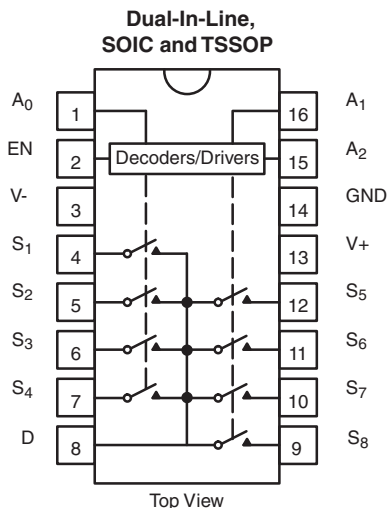 Dual-In-Line,
SOIC and TSSOP
A0 1 16 A1
EN 2 Decoders/Drivers 15 A2
V- 3 14 GND
S1 4 13 V+
S2 5 12 S5
S3 6 11 S6
S4 7 10 S7
D 8 9 S8
Top View